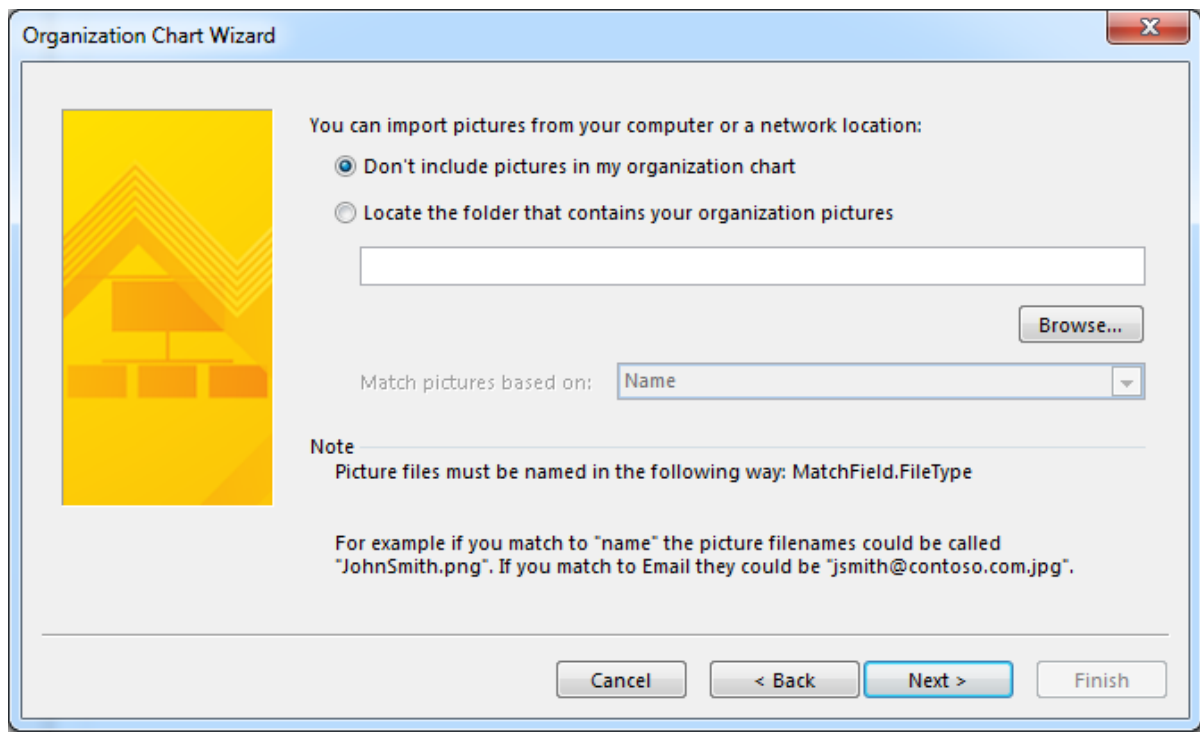 Organization Chart Wizard
You can import pictures from your computer or a network location:
Don't include pictures in my organization chart
Locate the folder that contains your organization pictures
Browse...
Match pictures based on: Name
Note
Picture files must be named in the following way: MatchField.FileType
For example if you match to "name" the picture filenames could be called
"JohnSmith.png". If you match to Email they could be "jsmith@contoso.com.jpg".
Cancel < Back Next > Finish